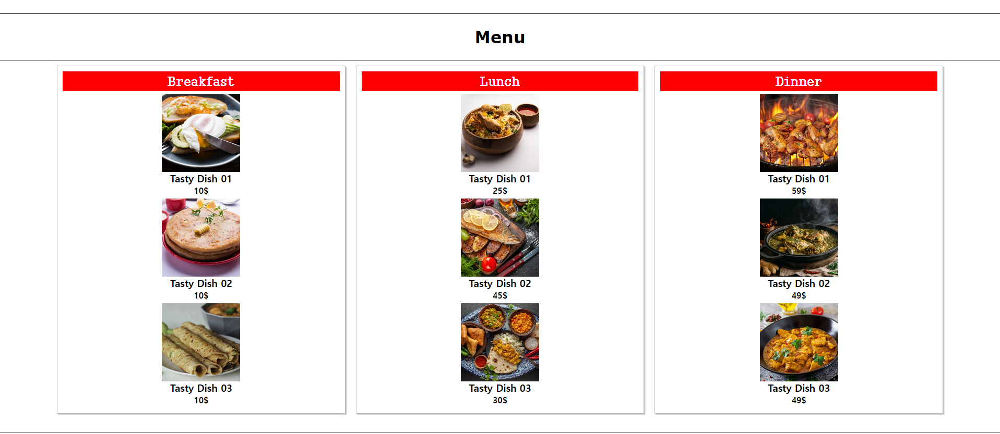 Menu
Breakfast
Tasty Dish 01
10$
Tasty Dish 02
10$
Tasty Dish 03
10$
Lunch
Tasty Dish 01
25$
Tasty Dish 02
45$
Tasty Dish 03
30$
Dinner
Tasty Dish 01
59$
Tasty Dish 02
49$
Tasty Dish 03
49$